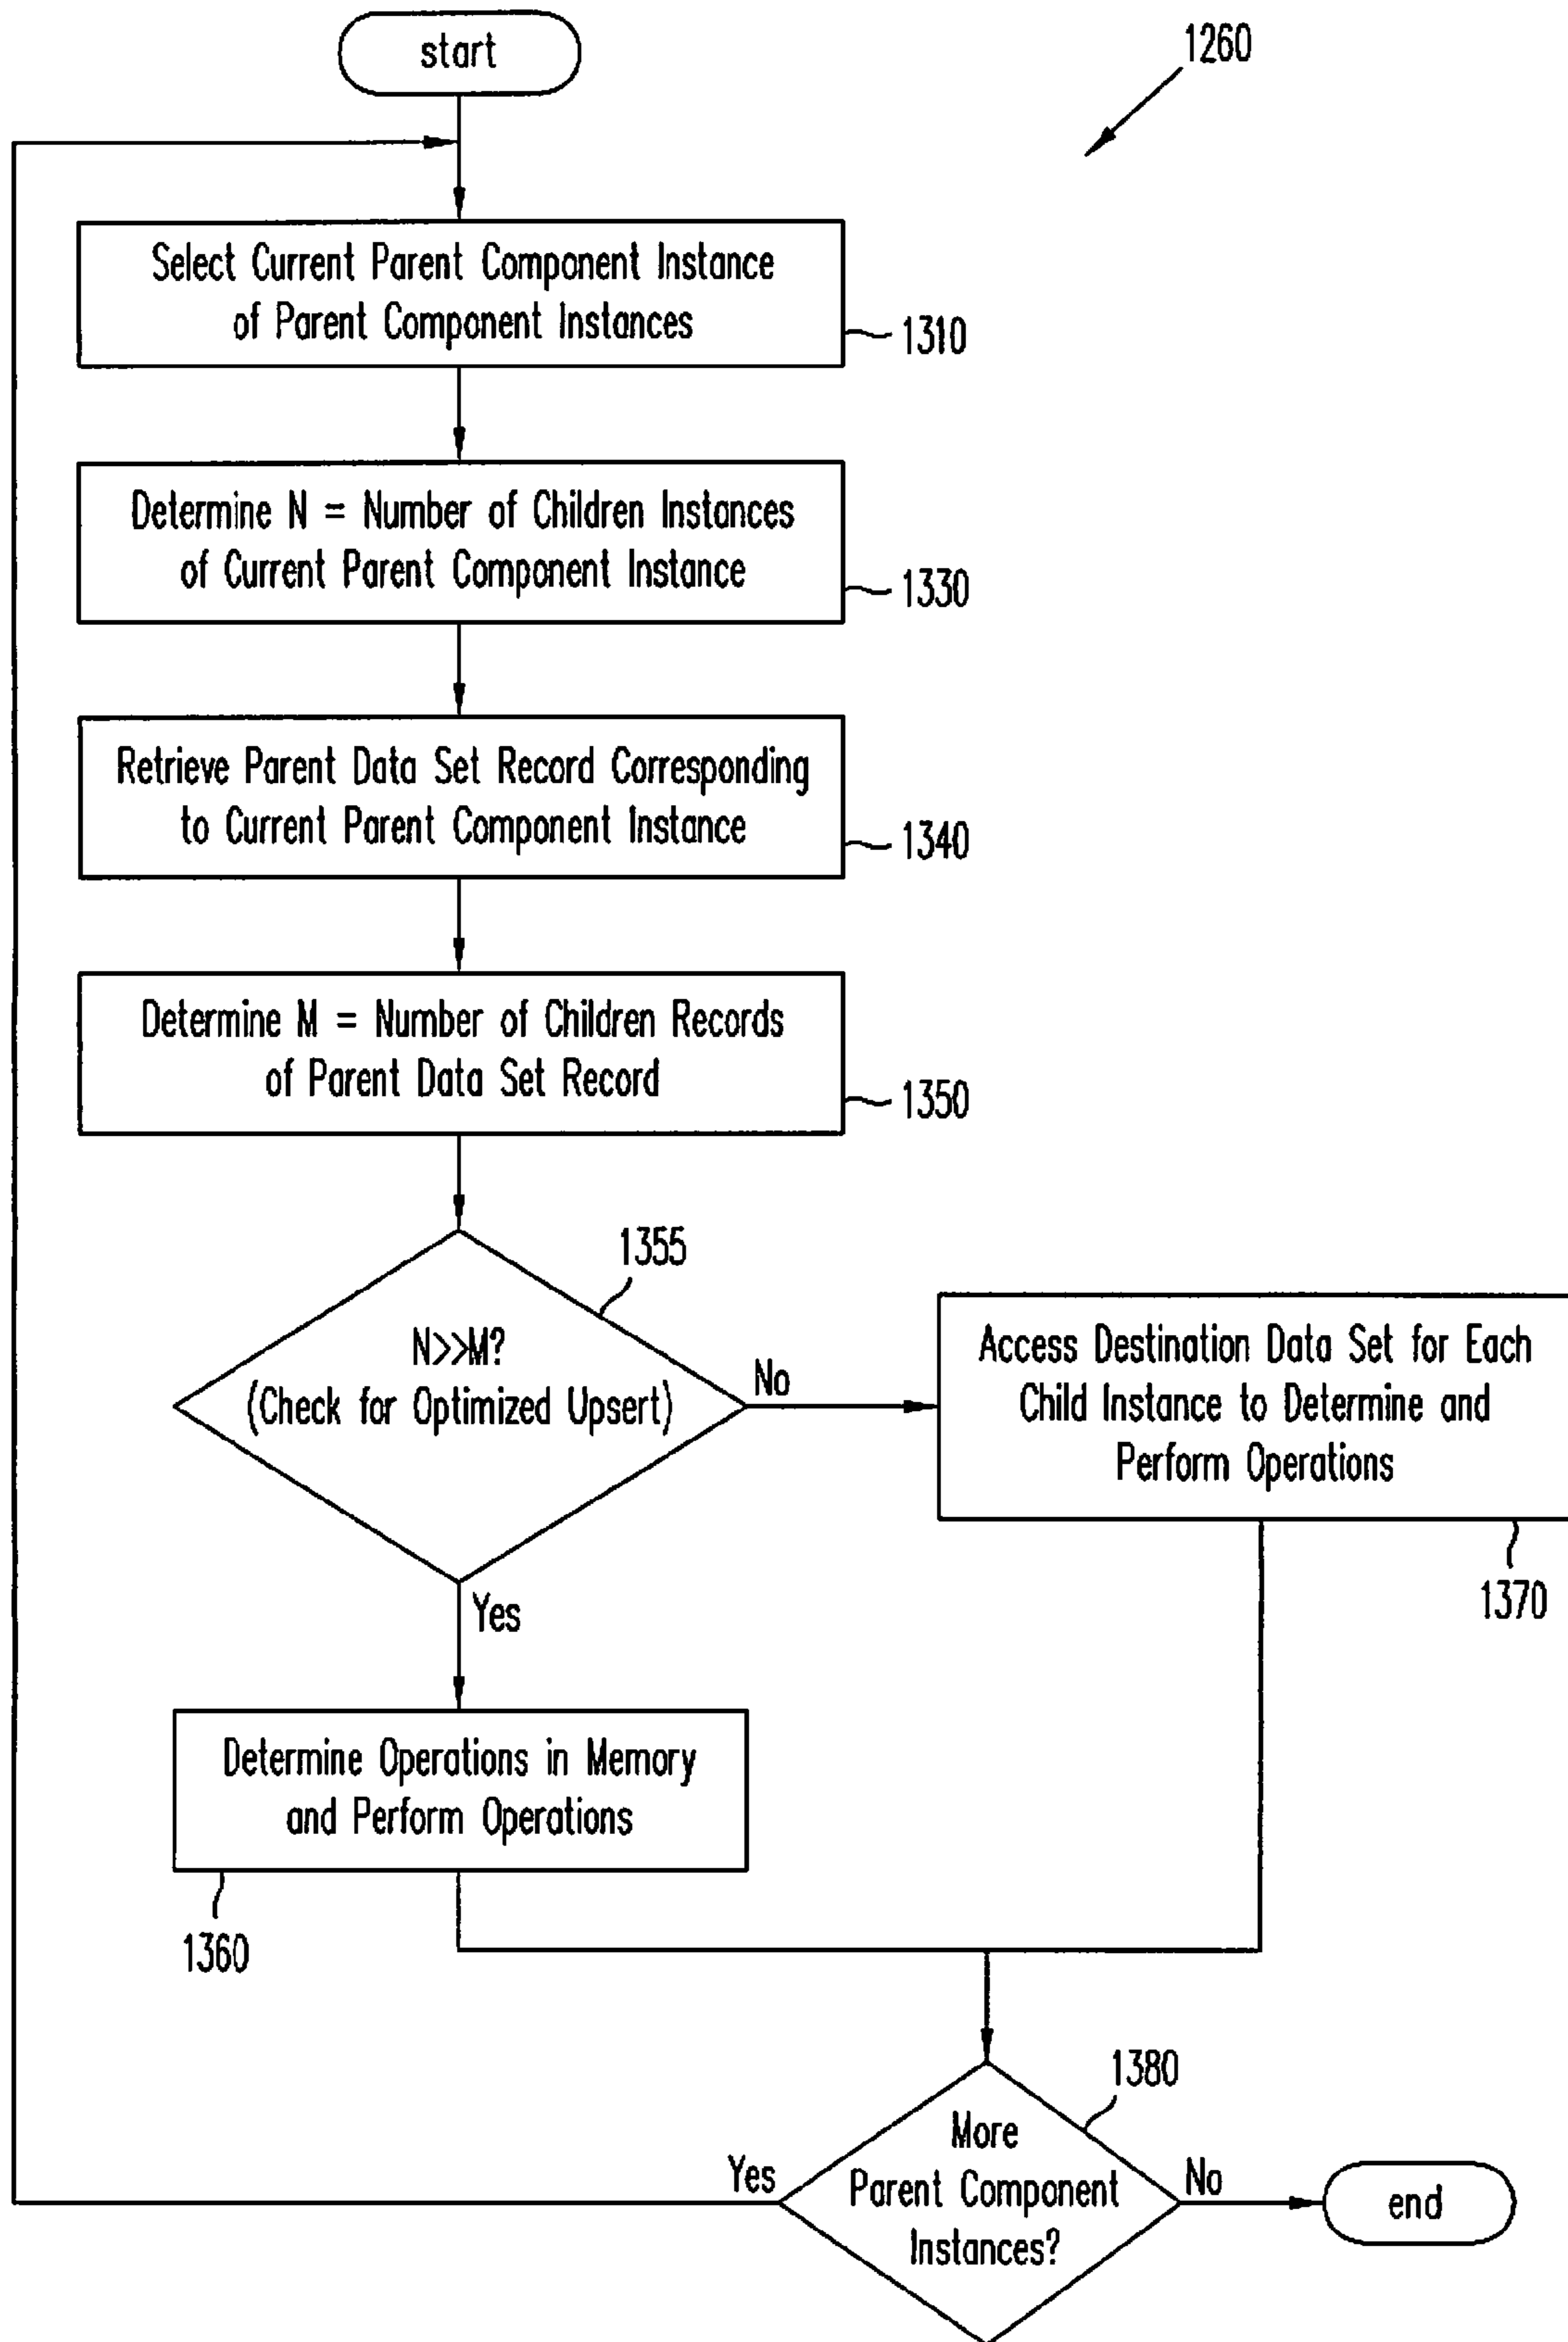 start
1260
Select Current Parent Component Instance
of Parent Component Instances
1310
Determine N = Number of Children Instances
of Current Parent Component Instance
1330
Retrieve Parent Data Set Record Corresponding
to Current Parent Component Instance
1340
Determine M = Number of Children Records
of Parent Data Set Record
1350
1355
N>>M?
(Check for Optimized Upsert)
No
Access Destination Data Set for Each
Child Instance to Determine and
Perform Operations
1370
Yes
Determine Operations in Memory
and Perform Operations
1360
1380
More
Parent Component
Instances?
Yes
No
end